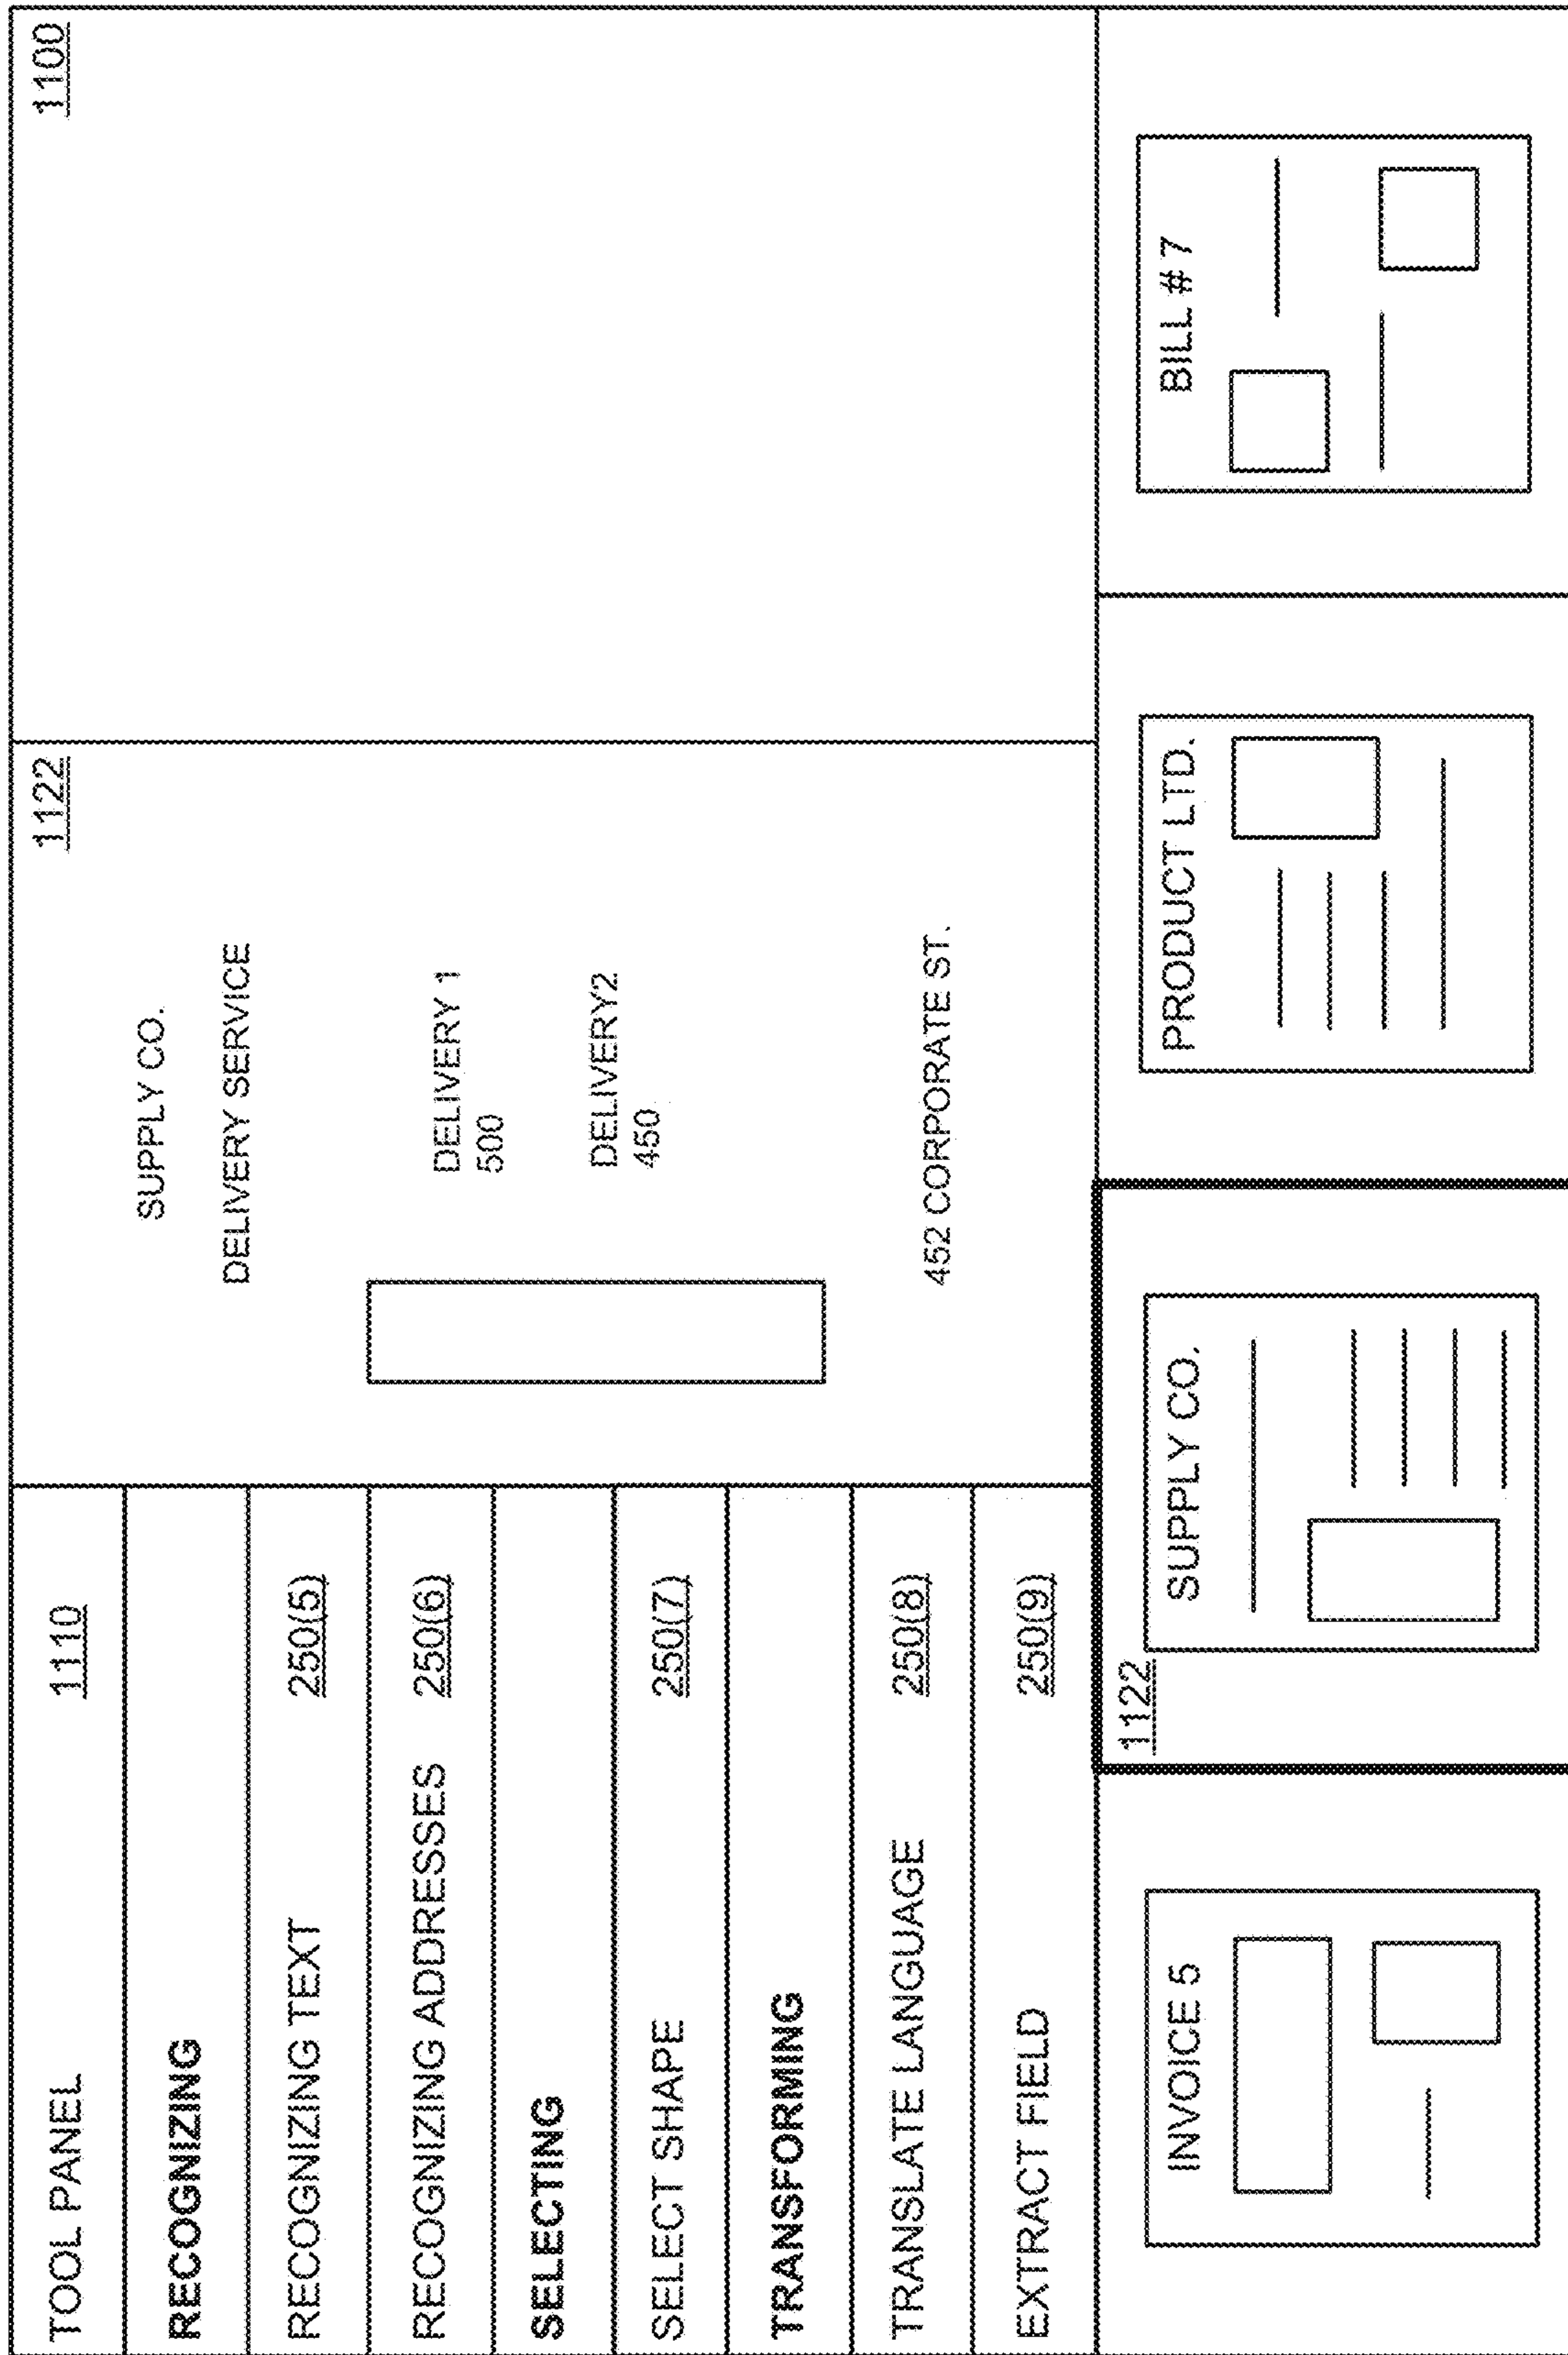 TOOL PANEL 1110
RECOGNIZING
RECOGNIZING TEXT 250(5)
RECOGNIZING ADDRESSES 250(6)
SELECTING
SELECT SHAPE 250(7)
TRANSFORMING
TRANSLATE LANGUAGE 250(8)
EXTRACT FIELD 250(9)
1122
SUPPLY CO.
DELIVERY SERVICE
DELIVERY 1
500
DELIVERY2
450
452 CORPORATE ST.
1100
INVOICE 5
1122
SUPPLY CO.
PRODUCT LTD.
BILL # 7